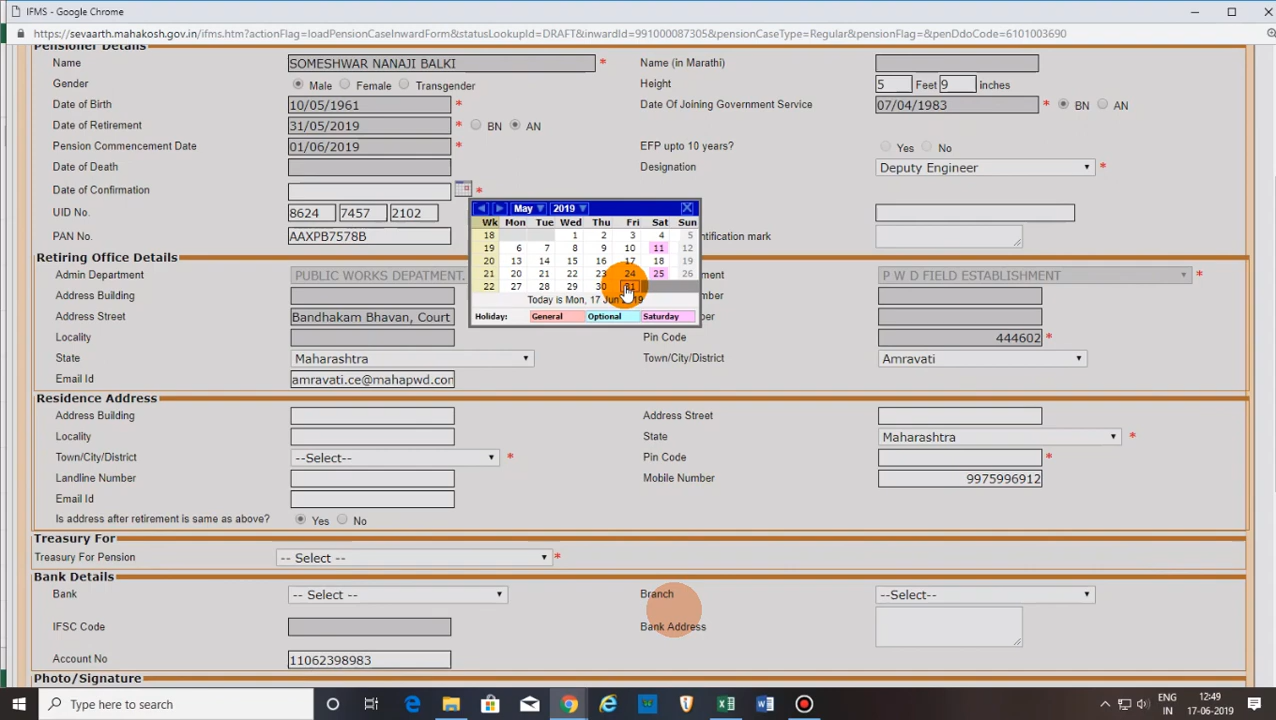 IFMS - Google Chrome
https://sevaarth.mahakosh.gov.in/ifms.htm?actionFlag=loadPensionCaseInwardForm&statusLookupId=DRAFT&inwardId=991000087305&pensionCaseType=Regular&pensionFlag=&penDdoCode=6101003690
Pensioner Details
Name SOMESHWAR NANAJI BALKI * Name (in Marathi)
Gender Male Female Transgender Height 5 Feet 9 inches
Date of Birth 10/05/1961 * Date Of Joining Government Service 07/04/1983 * BN AN
Date of Retirement 31/05/2019 * BN AN
Pension Commencement Date 01/06/2019 * EFP upto 10 years? Yes No
Date of Death Designation Deputy Engineer *
Date of Confirmation *
UID No. 8624 7457 2102
PAN No. AAXPB7578B ntification mark
May 2019
Wk Mon Tue Wed Thu Fri Sat Sun
18 1 2 3 4 5
19 6 7 8 9 10 11 12
20 13 14 15 16 17 18 19
21 20 21 22 23 24 25 26
22 27 28 29 30 31
Today is Mon, 17 Jun 2019
Holiday: General Optional Saturday
Retiring Office Details
Admin Department PUBLIC WORKS DEPATMENT. ment P W D FIELD ESTABLISHMENT *
Address Building mber
Address Street Bandhakam Bhavan, Court ber
Locality Pin Code 444602 *
State Maharashtra Town/City/District Amravati
Email Id amravati.ce@mahapwd.con
Residence Address
Address Building Address Street
Locality State Maharashtra *
Town/City/District --Select-- * Pin Code *
Landline Number Mobile Number 9975996912
Email Id
Is address after retirement is same as above? Yes No
Treasury For
Treasury For Pension -- Select -- *
Bank Details
Bank -- Select -- Branch --Select--
IFSC Code Bank Address
Account No 11062398983
Photo/Signature
Type here to search ENG 12:49
IN 17-06-2019